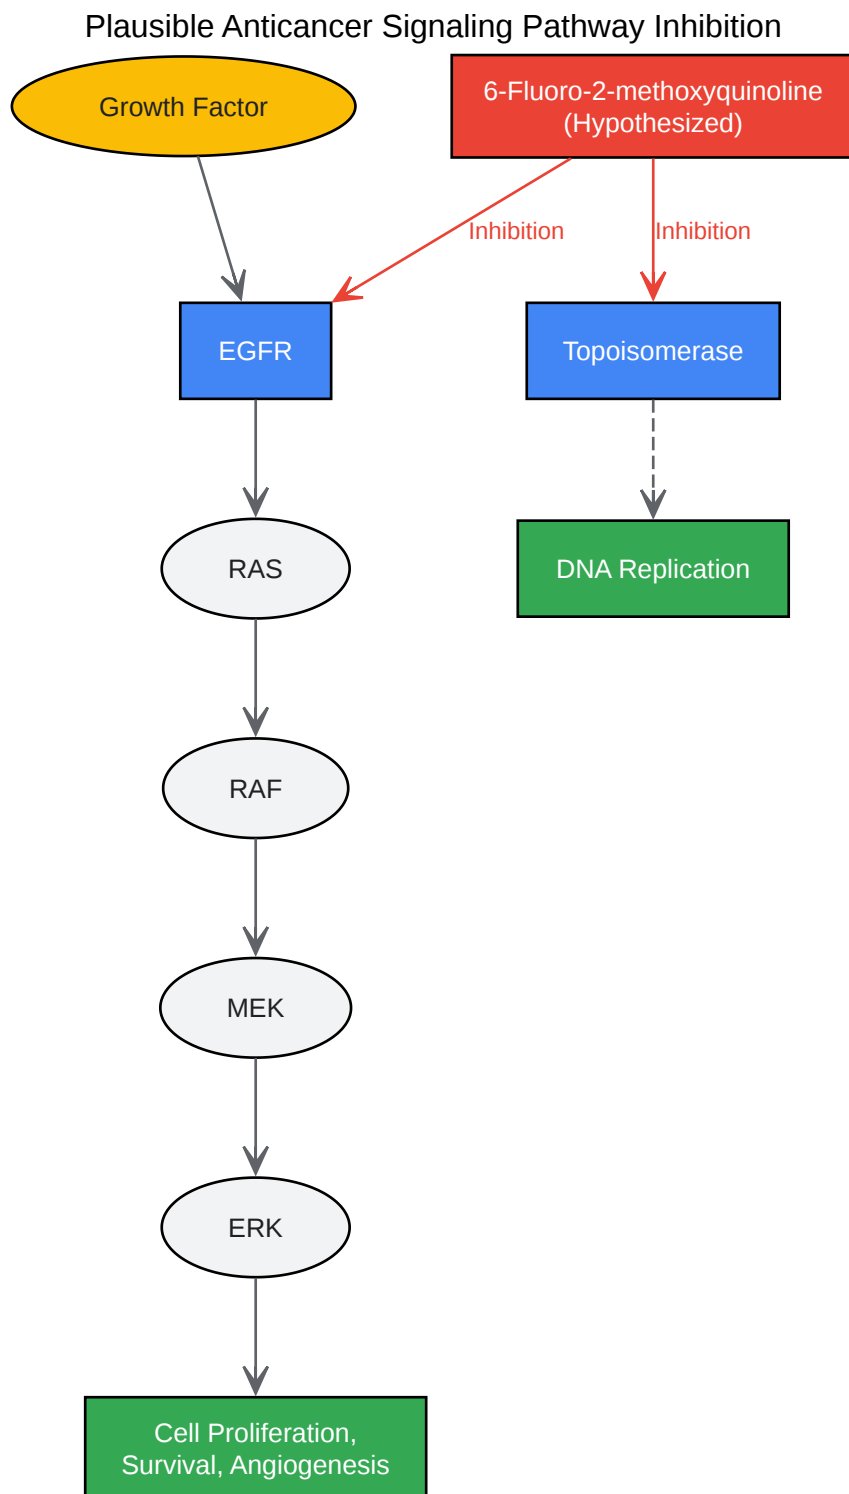 Plausible Anticancer Signaling Pathway Inhibition
Growth Factor
6-Fluoro-2-methoxyquinoline
(Hypothesized)
Inhibition
Inhibition
EGFR
Topoisomerase
RAS
DNA Replication
RAF
MEK
ERK
Cell Proliferation,
Survival, Angiogenesis